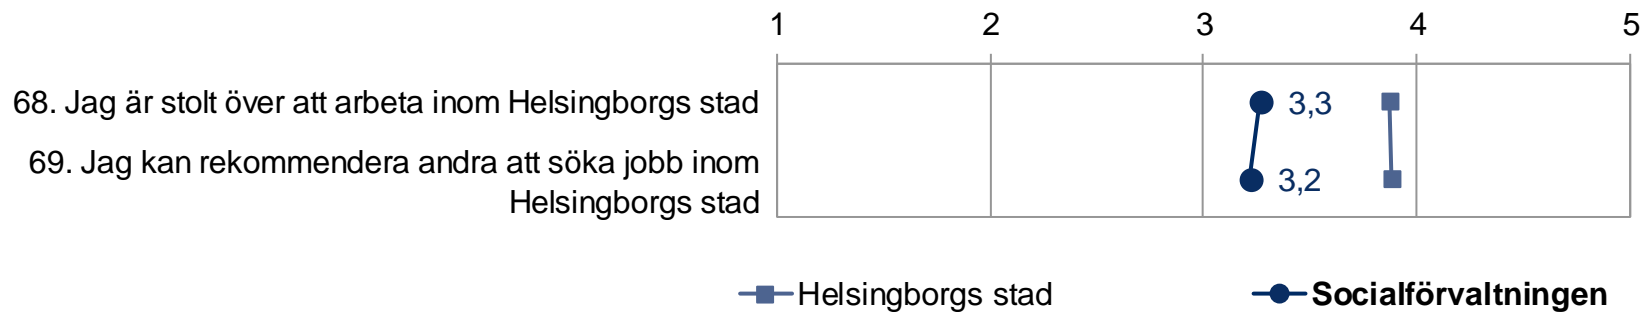 1 2 3 4 5
68. Jag är stolt över att arbeta inom Helsingborgs stad
3,3
69. Jag kan rekommendera andra att söka jobb inom
Helsingborgs stad
3,2
Helsingborgs stad
Socialförvaltningen